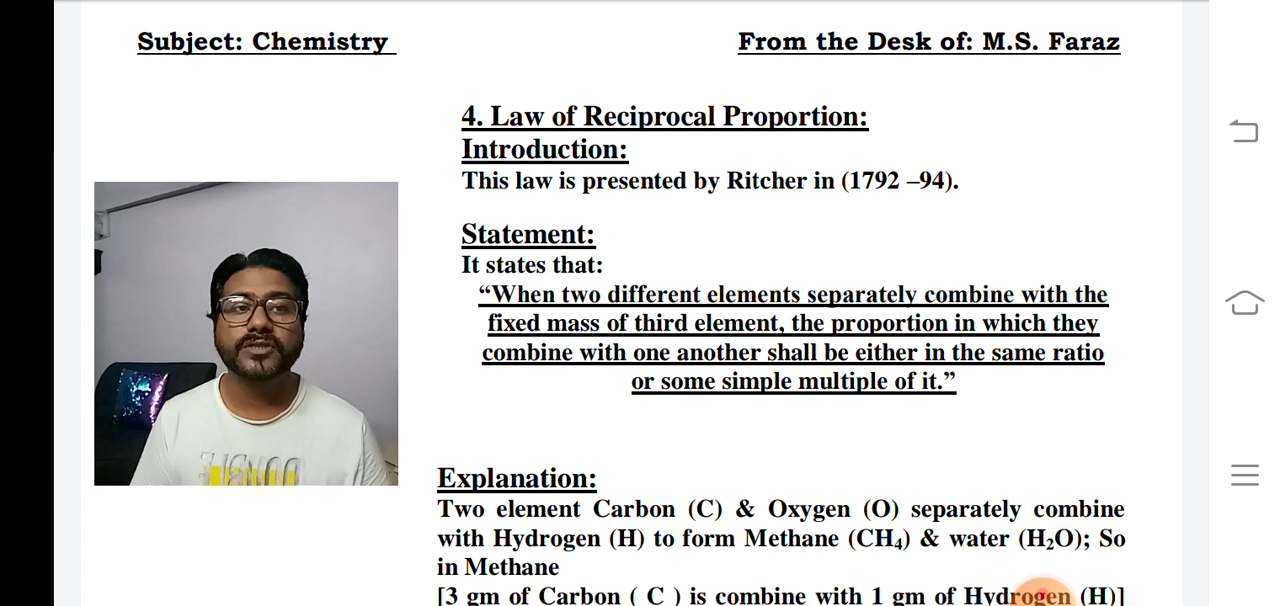 Subject: Chemistry
From the Desk of: M.S. Faraz
4. Law of Reciprocal Proportion:
Introduction:
This law is presented by Ritcher in (1792 –94).
Statement:
It states that:
“When two different elements separately combine with the
fixed mass of third element, the proportion in which they
combine with one another shall be either in the same ratio
or some simple multiple of it.”
Explanation:
Two element Carbon (C) & Oxygen (O) separately combine
with Hydrogen (H) to form Methane (CH₄) & water (H₂O); So
in Methane
[3 gm of Carbon ( C ) is combine with 1 gm of Hydrogen (H)]